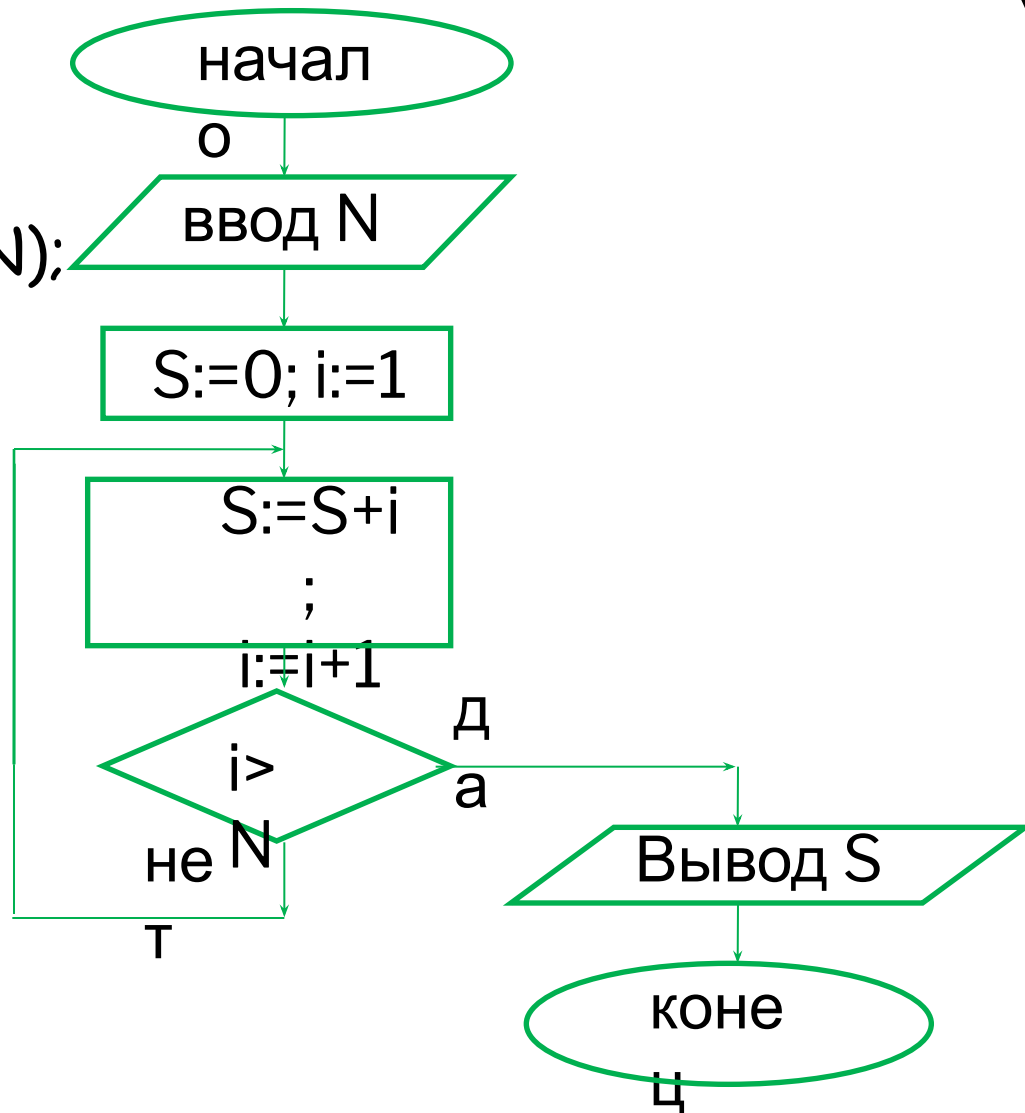 начал
о
ввод N
N);
S:=0; i:=1
S:=S+i
;
i:=i+1
i>
N
д
а
не
т
Вывод S
коне
ц